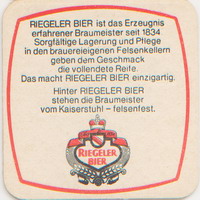 RIEGELER BIER ist das Erzeugnis
erfahrener Braumeister seit 1834
Sorgfältige Lagerung und Pflege
in den brauereieigenen Felsenkellern
geben dem Geschmack
die vollendete Reife.
Das macht RIEGELER BIER einzigartig.
Hinter RIEGELER BIER
stehen die Braumeister
vom Kaiserstuhl – felsenfest.
RIEGELER
BIER